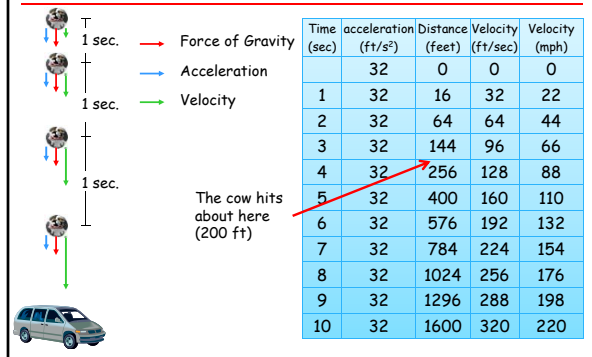 1 sec.
1 sec.
1 sec.
Force of Gravity
Acceleration
Velocity
The cow hits
about here
(200 ft)
Time acceleration Distance Velocity Velocity
(sec) (ft/s²) (feet) (ft/sec) (mph)
32 0 0 0
1 32 16 32 22
2 32 64 64 44
3 32 144 96 66
4 32 256 128 88
5 32 400 160 110
6 32 576 192 132
7 32 784 224 154
8 32 1024 256 176
9 32 1296 288 198
10 32 1600 320 220